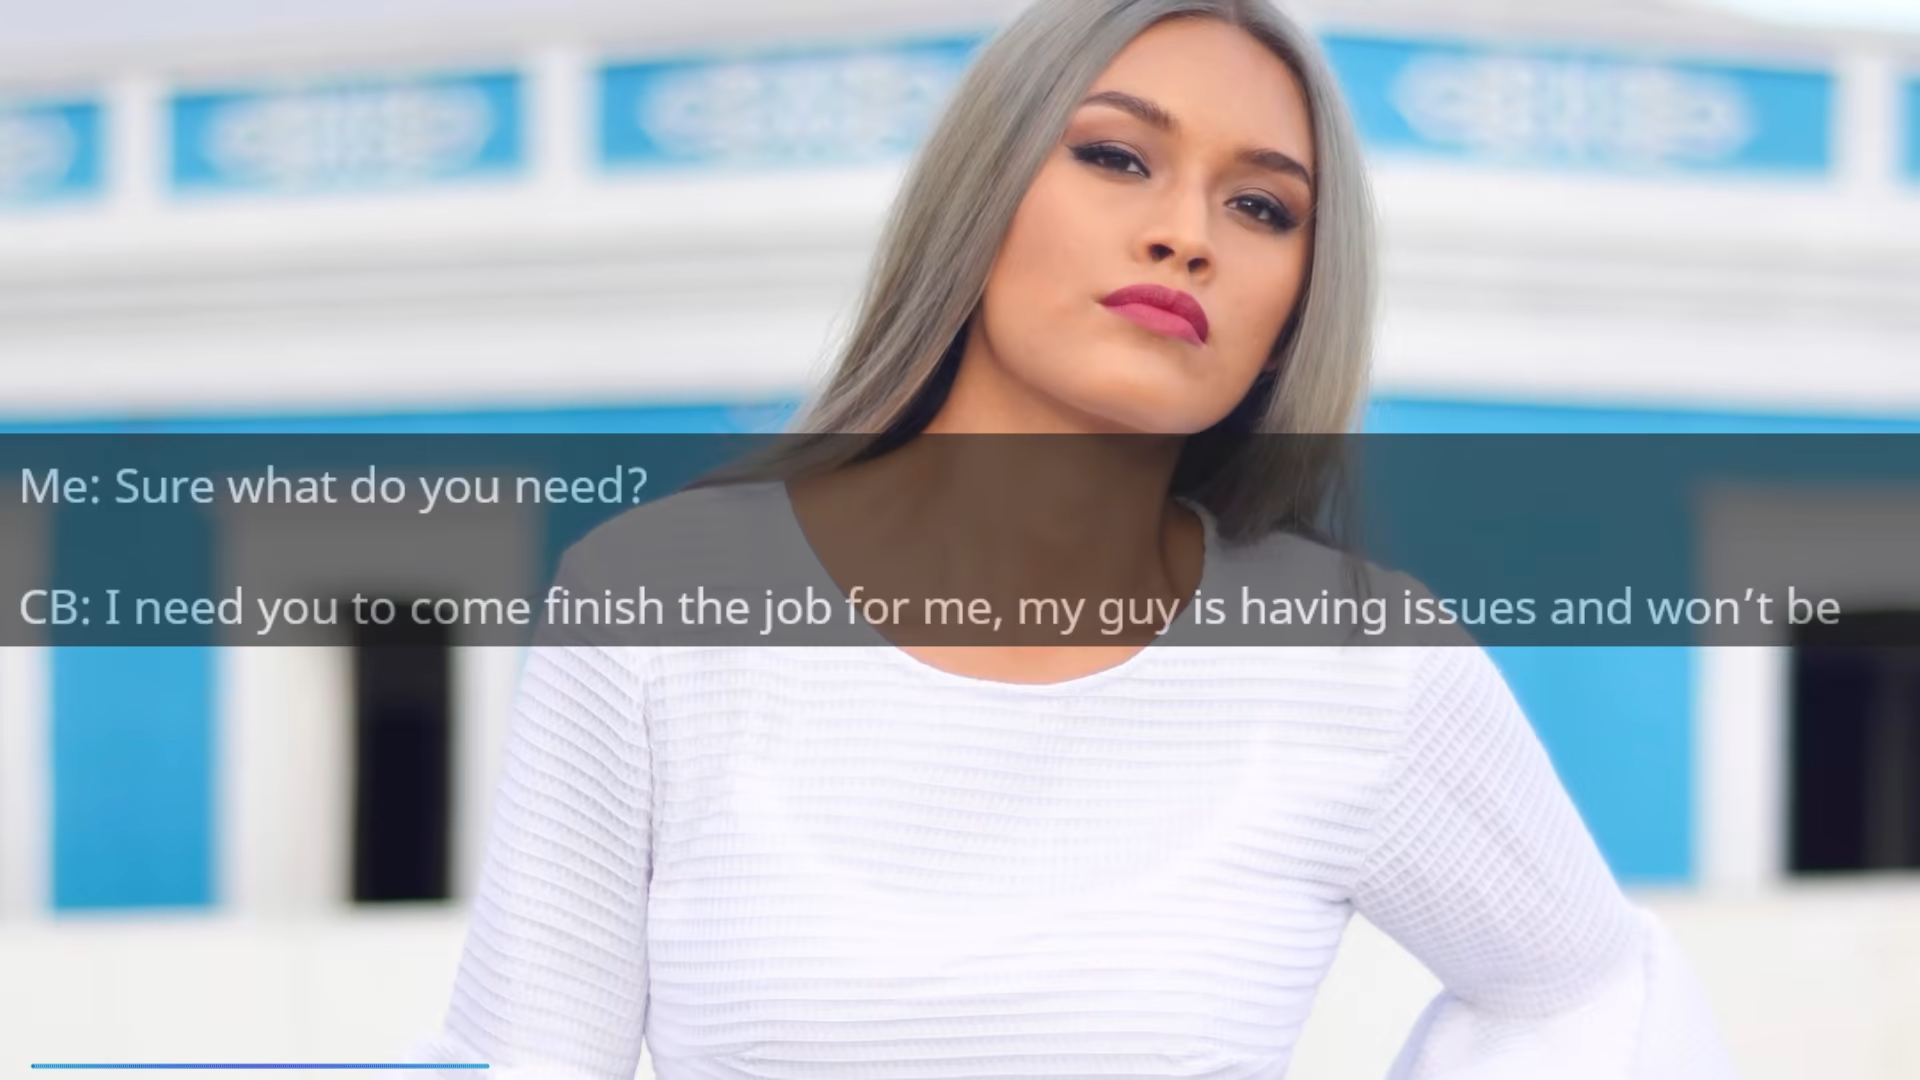 Me: Sure what do you need?
CB: I need you to come finish the job for me, my guy is having issues and won’t be